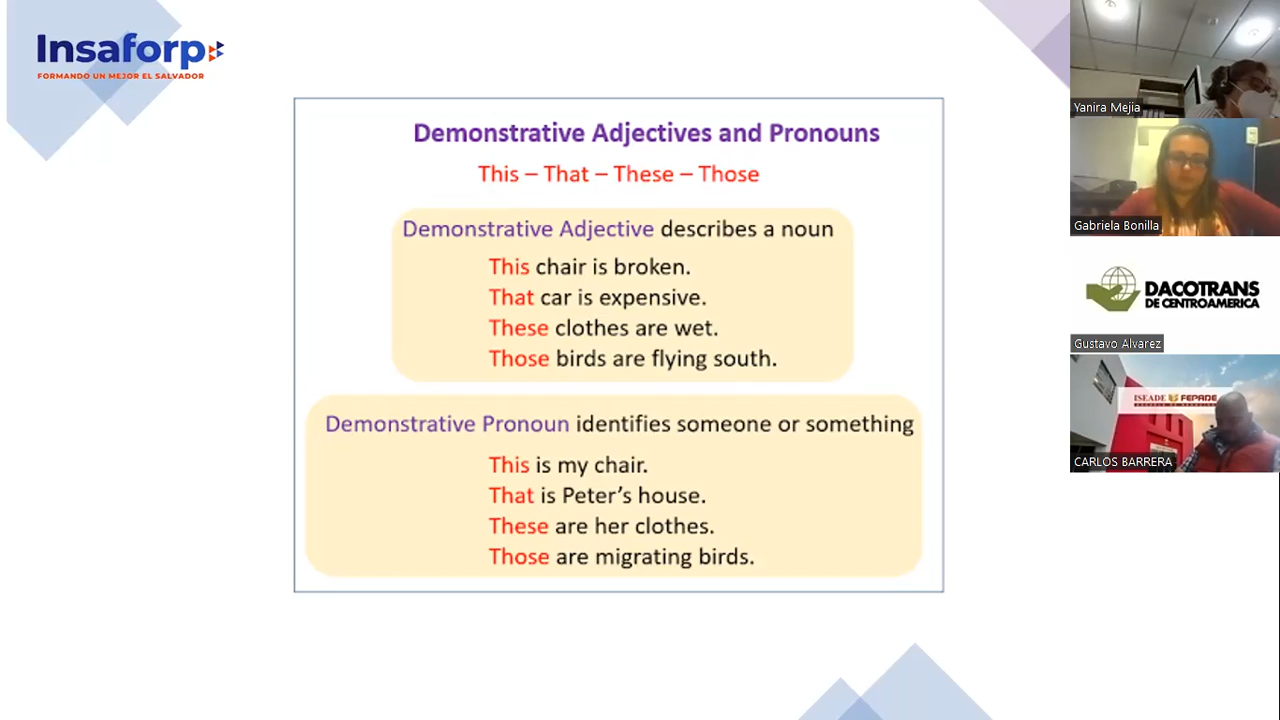 Insaforp
FORMANDO UN MEJOR EL SALVADOR
Demonstrative Adjectives and Pronouns
This – That – These – Those
Demonstrative Adjective describes a noun
This chair is broken.
That car is expensive.
These clothes are wet.
Those birds are flying south.
Demonstrative Pronoun identifies someone or something
This is my chair.
That is Peter's house.
These are her clothes.
Those are migrating birds.
Yanira Mejia
Gabriela Bonilla
DACOTRANS
DE CENTROAMERICA
Gustavo Alvarez
ISEADE FEPADE
CARLOS BARRERA